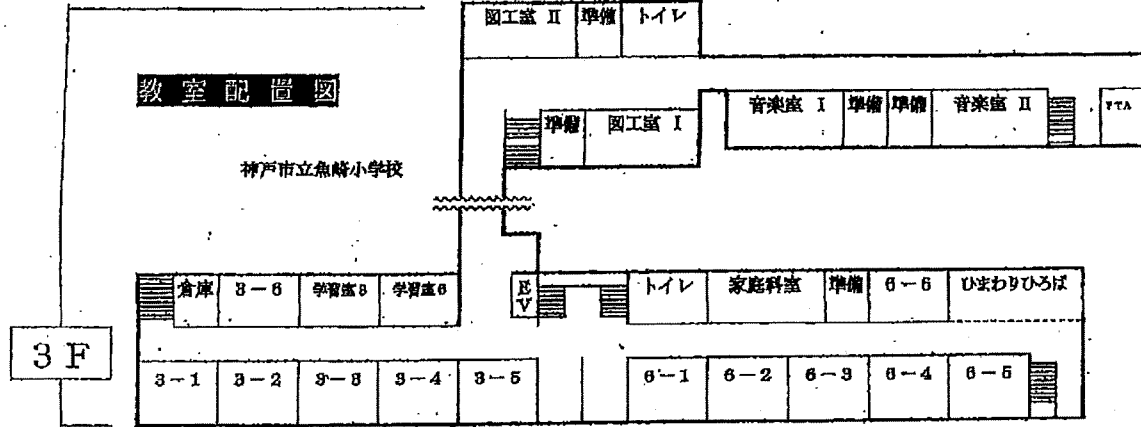 図工室 Ⅱ 準備 トイレ
教室配置図
音楽室 Ⅰ 準備 準備 音楽室 Ⅱ PTA
準備 図工室 Ⅰ
神戸市立魚崎小学校
倉庫 3-6 学習室5 学習室6 EV トイレ 家庭科室 準備 6-6 ひまわりひろば
3F
3-1 3-2 3-3 3-4 3-5 6-1 6-2 6-3 6-4 6-5